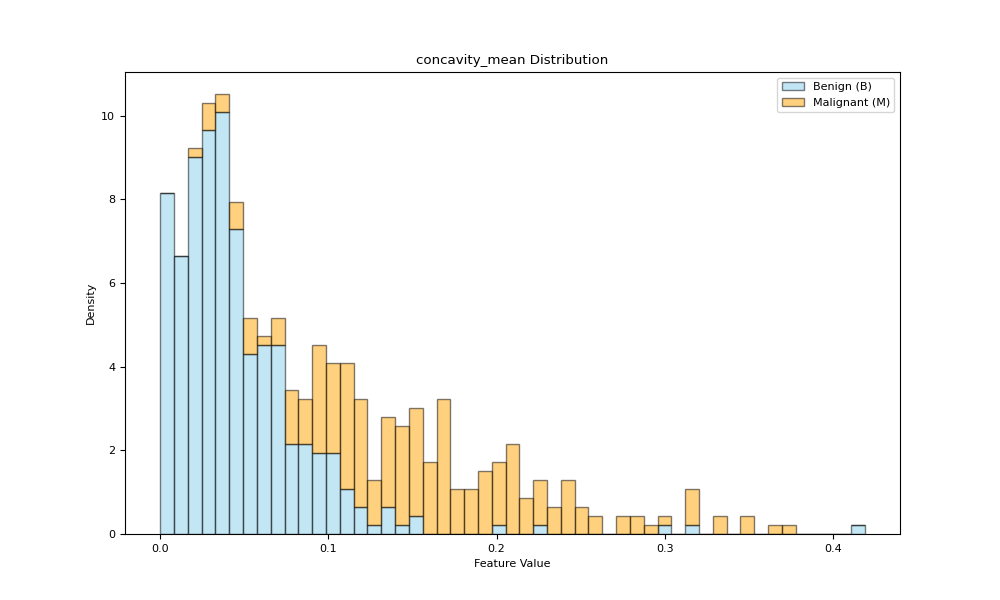 concavity_mean Distribution
Benign (B)
Malignant (M)
Density
10
8
6
4
2
0
0.0
0.1
0.2
0.3
0.4
Feature Value